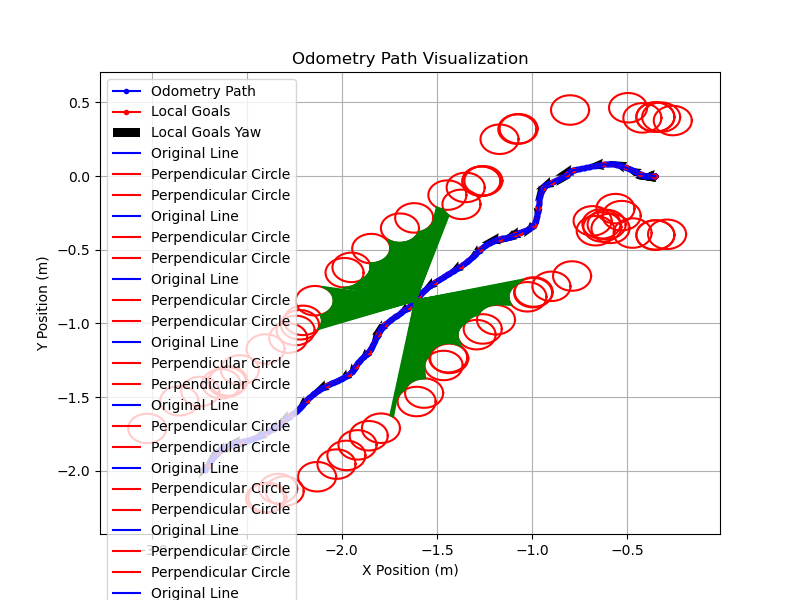 Odometry Path Visualization
Y Position (m)
0.5
0.0
−0.5
−1.0
−1.5
−2.0
Odometry Path
Local Goals
Local Goals Yaw
Original Line
Perpendicular Circle
Perpendicular Circle
Original Line
Perpendicular Circle
Perpendicular Circle
Original Line
Perpendicular Circle
Perpendicular Circle
Original Line
Perpendicular Circle
Perpendicular Circle
Original Line
Perpendicular Circle
Perpendicular Circle
Original Line
Perpendicular Circle
Perpendicular Circle
Original Line
Perpendicular Circle
Perpendicular Circle
Original Line
−2.0 −1.5 −1.0 −0.5
X Position (m)